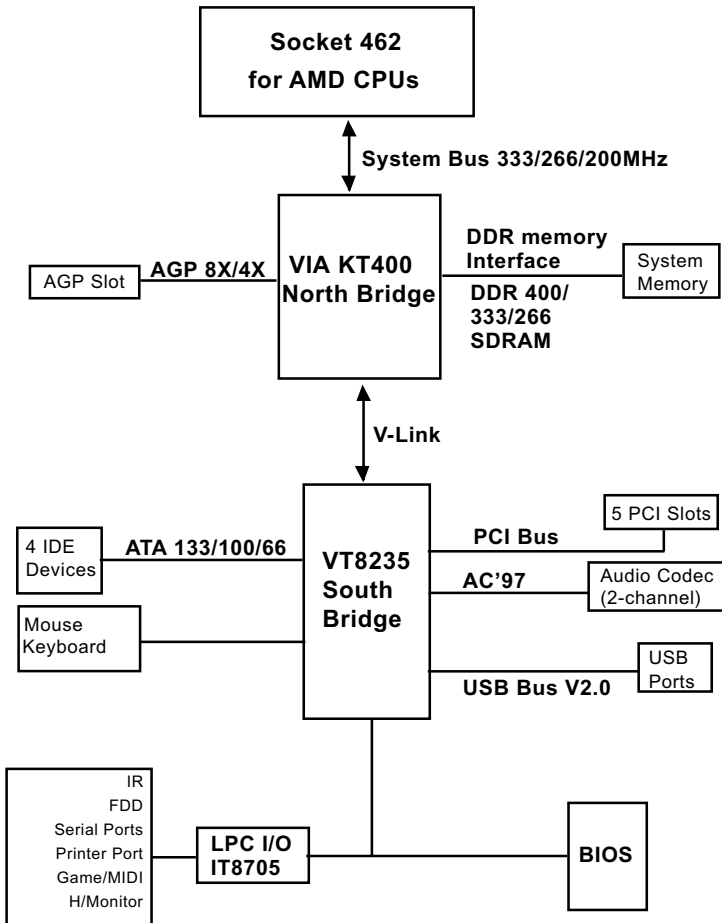 Socket 462
for AMD CPUs
System Bus 333/266/200MHz
AGP Slot
AGP 8X/4X
VIA KT400
North Bridge
DDR memory
Interface
DDR 400/
333/266
SDRAM
System
Memory
V-Link
4 IDE
Devices
ATA 133/100/66
VT8235
South
Bridge
PCI Bus
5 PCI Slots
AC’97
Audio Codec
(2-channel)
Mouse
Keyboard
USB Bus V2.0
USB
Ports
IR
FDD
Serial Ports
Printer Port
Game/MIDI
H/Monitor
LPC I/O
IT8705
BIOS